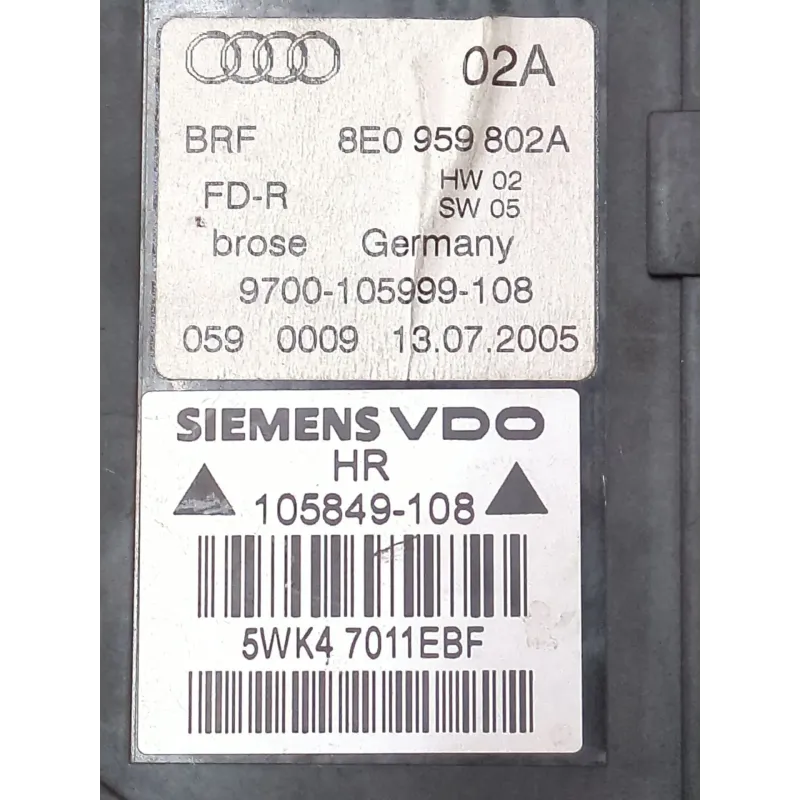 02A
BRF 8E0 959 802A
FD-R HW 02
SW 05
brose Germany
9700-105999-108
059 0009 13.07.2005
SIEMENS VDO
HR
105849-108
5WK4 7011EBF